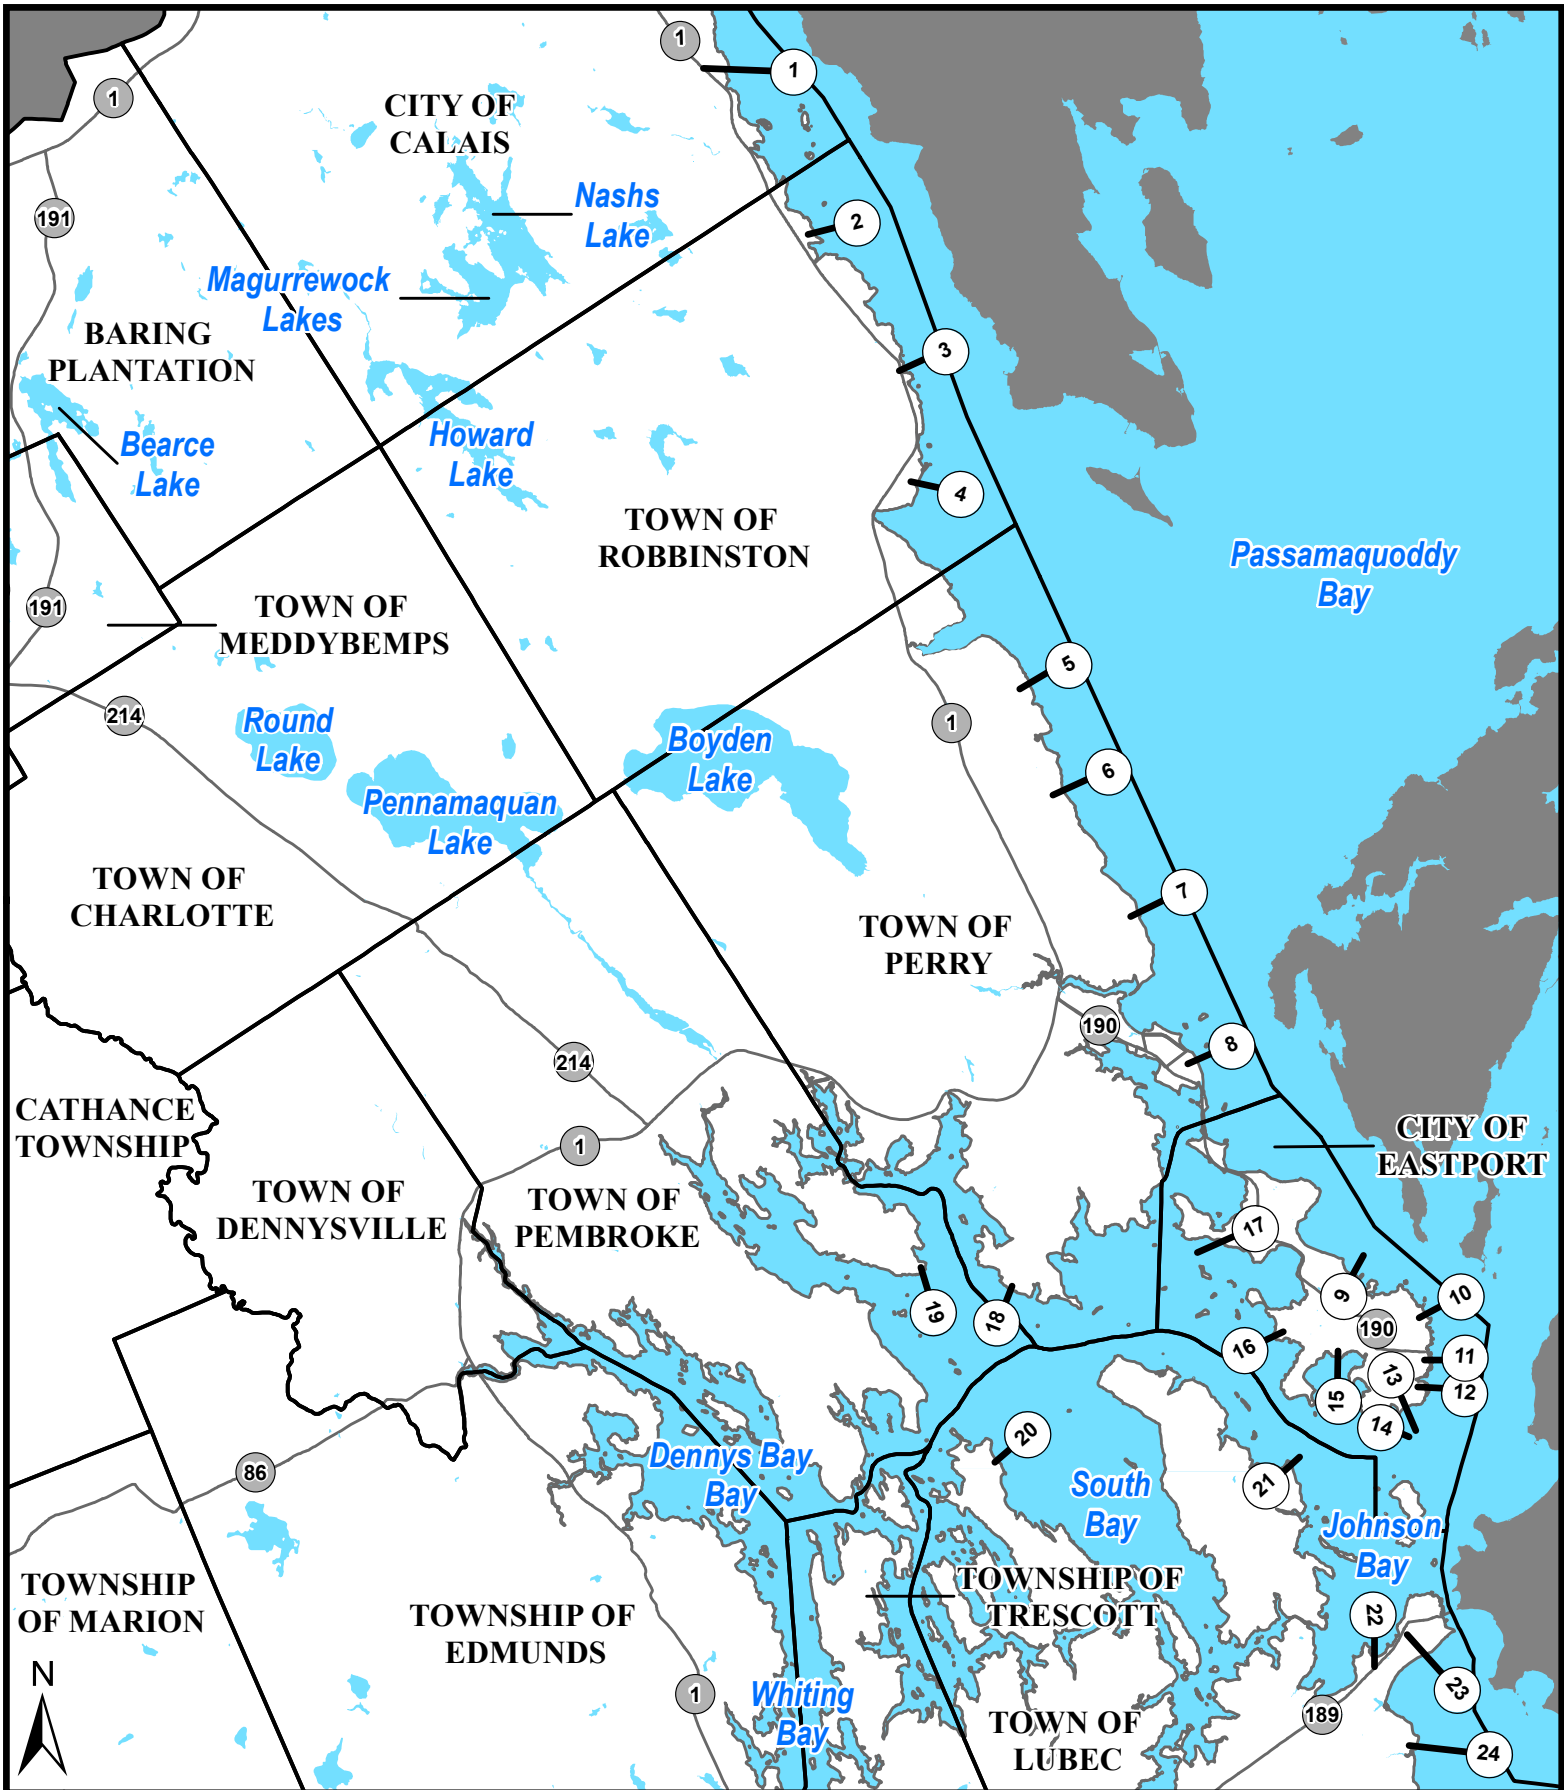 1
1
1
CITY OF
CALAIS
191
Nashs
Lake
2
Magurrewock
Lakes
BARING
PLANTATION
3
Bearce
Lake
Howard
Lake
4
TOWN OF
ROBBINSTON
Passamaquoddy
Bay
191
TOWN OF
MEDDYBEMPS
5
214
Round
Lake
1
Boyden
Lake
6
Pennamaquan
Lake
TOWN OF
CHARLOTTE
7
TOWN OF
PERRY
190
8
214
CATHANCE
TOWNSHIP
1
CITY OF
EASTPORT
TOWN OF
DENNYSVILLE
TOWN OF
PEMBROKE
17
9
10
19
18
190
16
11
13
15
12
14
20
Dennys Bay
Bay
86
South
Bay
21
Johnson
Bay
TOWNSHIP
OF MARION
TOWNSHIP OF
TRESCOTT
TOWNSHIP OF
EDMUNDS
22
N
1
Whiting
Bay
23
189
TOWN OF
LUBEC
24